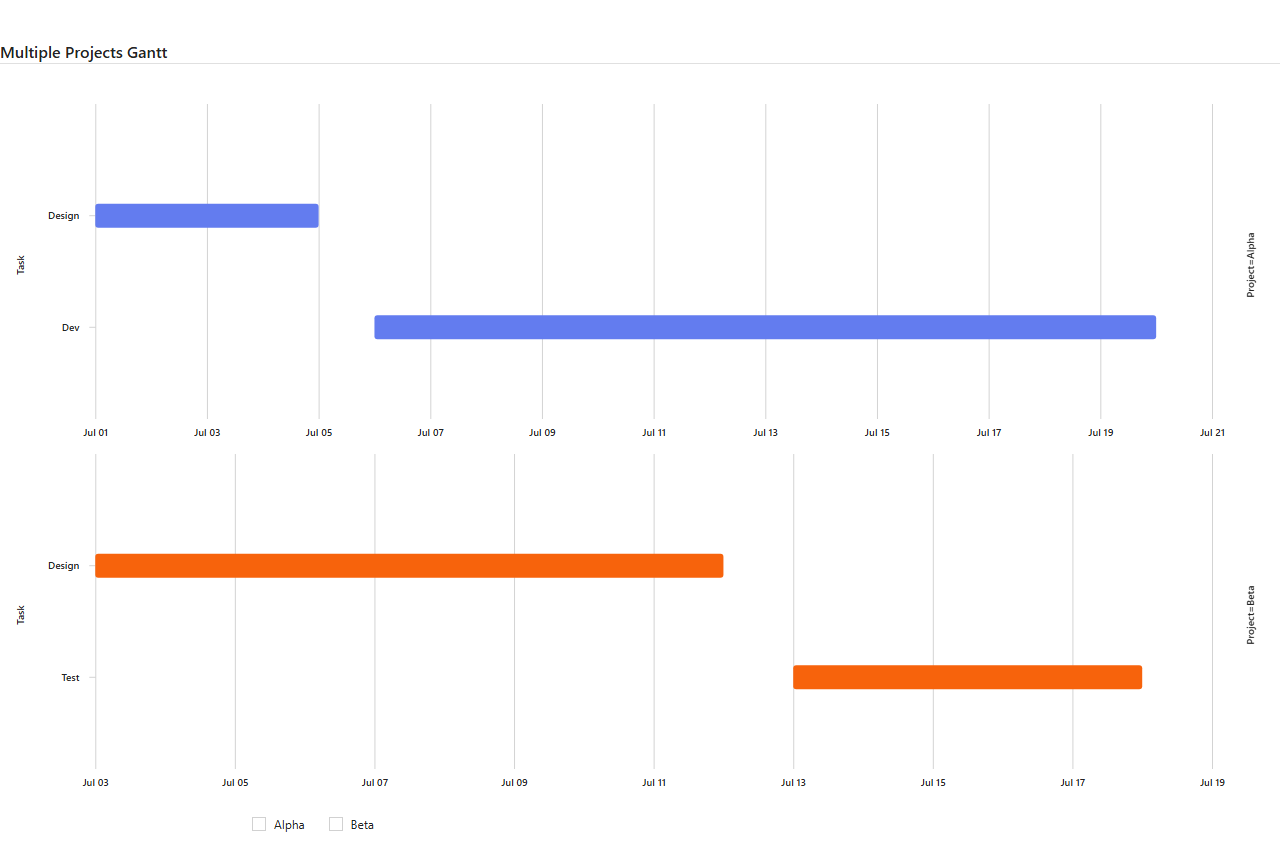 Multiple Projects Gantt
Design
Task
Project=Alpha
Dev
Jul 01 Jul 03 Jul 05 Jul 07 Jul 09 Jul 11 Jul 13 Jul 15 Jul 17 Jul 19 Jul 21
Design
Task
Project=Beta
Test
Jul 03 Jul 05 Jul 07 Jul 09 Jul 11 Jul 13 Jul 15 Jul 17 Jul 19
Alpha Beta